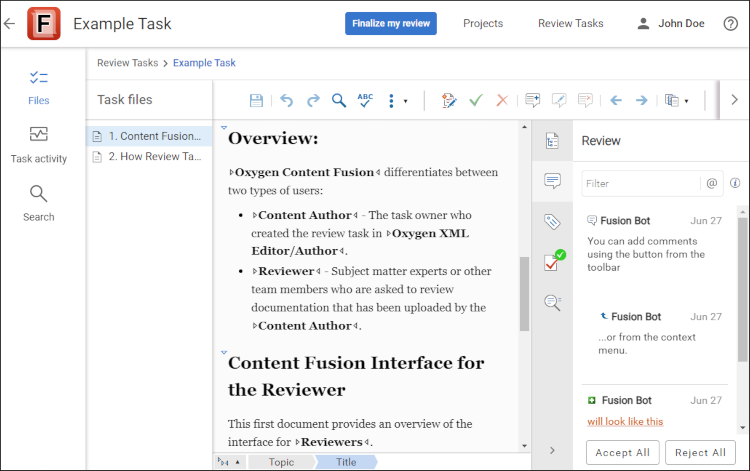 F
Example Task
Finalize my review
Projects
Review Tasks
John Doe
Files
Task activity
Search
Review Tasks
Example Task
Task files
1. Content Fusion...
2. How Review Ta...
ABC
Overview:
Oxygen Content Fusion differentiates between
two types of users:
• Content Author - The task owner who
created the review task in Oxygen XML
Editor/Author.
• Reviewer - Subject matter experts or other
team members who are asked to review
documentation that has been uploaded by the
Content Author.
Content Fusion Interface for
the Reviewer
This first document provides an overview of the
interface for Reviewers.
Topic
Title
Review
Filter
@
Fusion Bot Jun 27
You can add comments
using the button from the
toolbar
Fusion Bot Jun 27
...or from the context
menu.
Fusion Bot Jun 27
will look like this
Accept All
Reject All